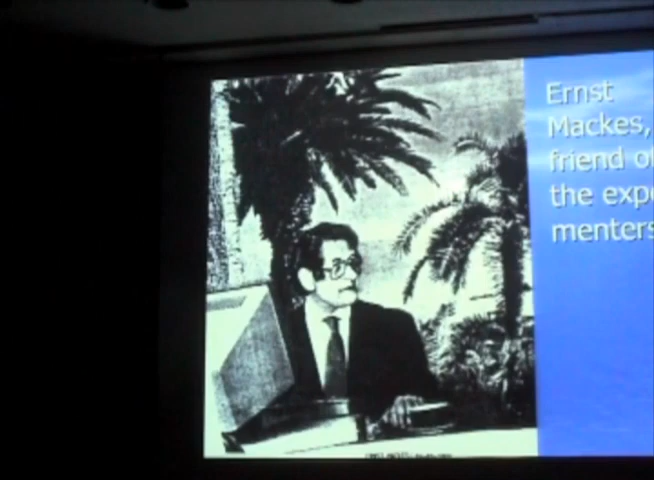 Ernst
Mackes,
friend of
the expe
menters